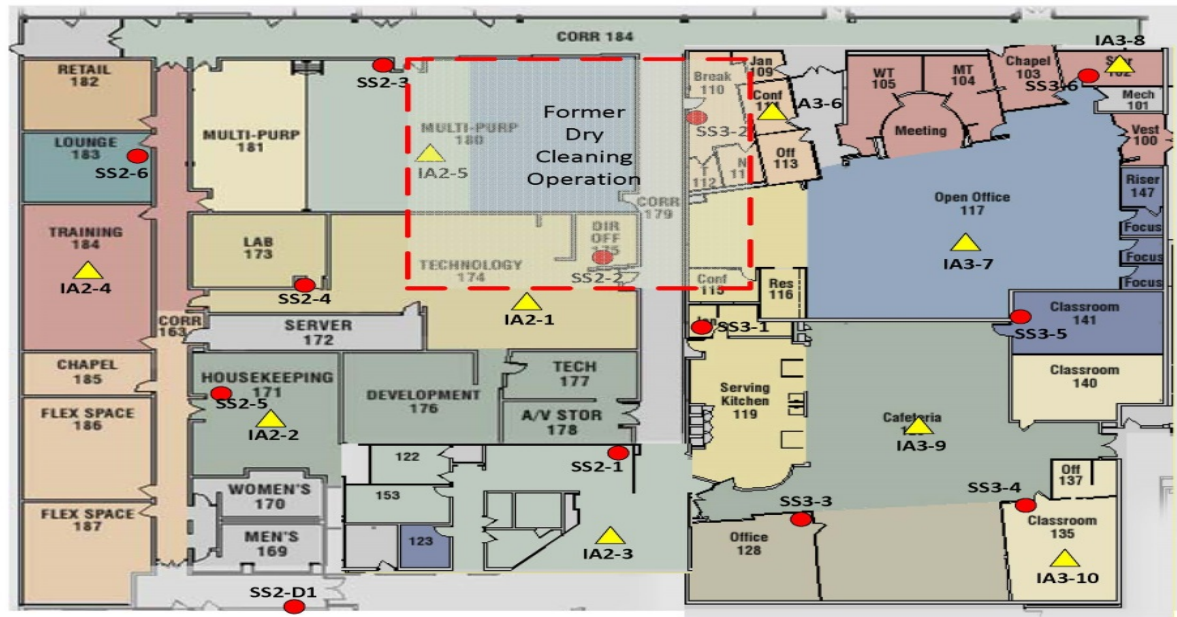 CORR 184
RETAIL
182
LOUNGE
183
SS2-6
TRAINING
184
IA2-4
CORR
163
CHAPEL
185
FLEX SPACE
186
FLEX SPACE
187
MULTI-PURP
181
SS2-3
MULTI-PURP
180
IA2-5
Former
Dry
Cleaning
Operation
LAB
173
SS2-4
TECHNOLOGY
174
DIR
OFF
175
SS2-2
CORR
179
IA2-1
SERVER
172
HOUSEKEEPING
171
SS2-5
IA2-2
DEVELOPMENT
176
TECH
177
A/V STOR
178
SS2-1
122
153
123
IA2-3
WOMEN'S
170
MEN'S
169
SS2-D1
Jan
109
Break
110
Conf
IA3-6
SS3-2
Off
113
112
Conf
115
Res
116
SS3-1
Serving
Kitchen
119
WT
105
MT
104
Meeting
Chapel
103
IA3-8
102
SS3-6
Mech
101
Vest
100
Riser
147
Focus
Focus
Focus
Open Office
117
IA3-7
Classroom
141
SS3-5
Classroom
140
Cafeteria
IA3-9
SS3-3
SS3-4
Off
137
Office
128
Classroom
135
IA3-10